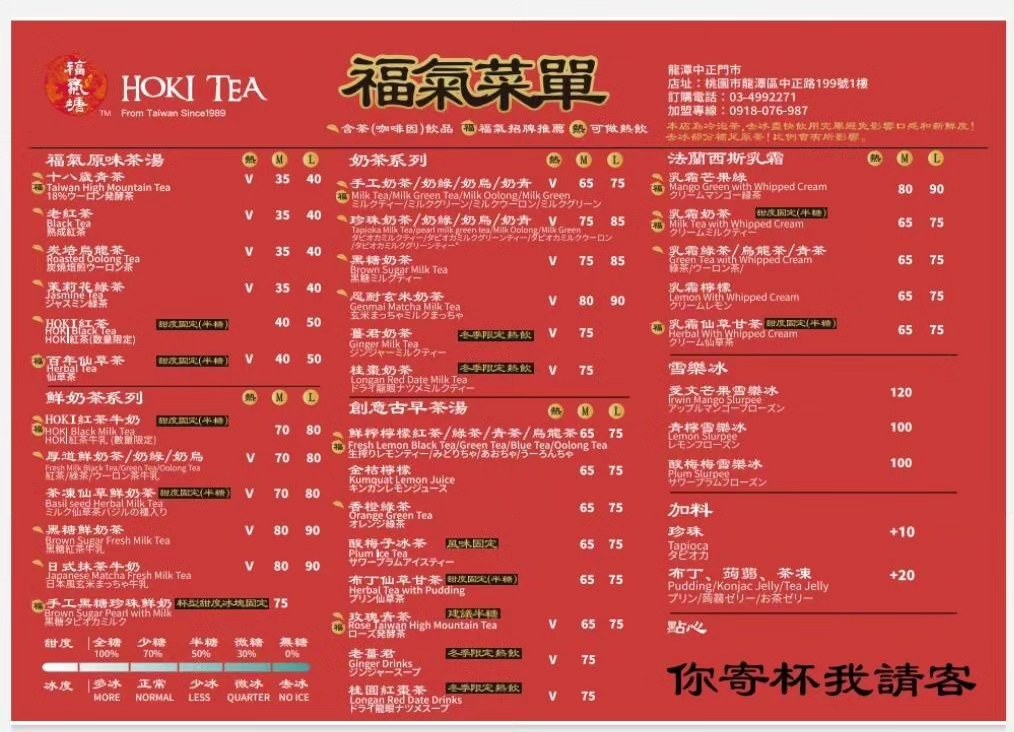 福氣糖
TM
HOKI TEA
From Taiwan Since1989
福氣菜單
含茶(咖啡因)飲品 福 福氣招牌推薦 熱 可做熱飲
龍潭中正門市
店址：桃園市龍潭區中正路199號1樓
訂購電話：03-4992271
加盟專線：0918-076-987
本店為冷泡茶,去冰盡快飲用完畢避免影響口感和新鮮度!
去冰部分補足原茶!比例會有所影響。
福氣原味茶湯 熱 M L
十八歲青茶 V 35 40
福 Taiwan High Mountain Tea
18%ウーロン発酵茶
老紅茶 V 35 40
Black Tea
熟成紅茶
炭焙烏龍茶 V 35 40
Roasted Oolong Tea
炭燒焙煎ウーロン茶
茉莉花綠茶 V 35 40
Jasmine Tea
ジャスミン綠茶
HOKI紅茶 甜度固定(半糖) 40 50
福 HOKI Black Tea
HOKI紅茶(数量限定)
百年仙草茶 甜度固定(半糖) V 40 50
福 Herbal Tea
仙草茶
鮮奶茶系列 熱 M L
HOKI紅茶牛奶 甜度固定(半糖) 70 80
福 HOKI Black Milk Tea
HOKI紅茶牛乳 (數量限定)
厚道鮮奶茶/奶綠/奶烏 V 70 80
Fresh Milk Black Tea/Green Tea/Oolong Tea
紅茶/綠茶/ウーロン茶牛乳
茶凍仙草鮮奶茶 甜度固定(半糖) V 70 80
Basil seed Herbal Milk Tea
ミルク仙草茶バジルの種入り
黑糖鮮奶茶 V 80 90
Brown Sugar Fresh Milk Tea
黒糖紅茶牛乳
日式抹茶牛奶 V 80 90
Japanese Matcha Fresh Milk Tea
日本風玄米まっちゃ牛乳
福 手工黑糖珍珠鮮奶 杯型甜度冰塊固定 75
Brown Sugar Pearl with Milk
黒糖タピオカミルク
甜度 全糖 少糖 半糖 微糖 無糖
100% 70% 50% 30% 0%
冰度 多冰 正常 少冰 微冰 去冰
MORE NORMAL LESS QUARTER NO ICE
奶茶系列 熱 M L
手工奶茶/奶綠/奶烏/奶青 V 65 75
福 Milk Tea/Milk Green Tea/Milk Oolong/Milk Green
ミルクティー/ミルクグリーン/ミルクウーロン/ミルクグリーン
珍珠奶茶/奶綠/奶烏/奶青 V 75 85
Tapioka Milk Tea/pearl milk green tea/Milk Oolong/Milk Green
タピオカミルクティー/タピオカミルクグリーンティー/タピオカミルクウーロン
/タピオカミルクグリーンティー
黑糖奶茶 V 75 85
Brown Sugar Milk Tea
黒糖ミルクティー
忍耐玄米奶茶 V 80 90
Genmai Matcha Milk Tea
玄米まっちゃミルクまっちゃ
薑君奶茶 冬季限定熱飲 V 75
Ginger Milk Tea
ジンジャーミルクティー
桂棗奶茶 冬季限定熱飲 V 75
Longan Red Date Milk Tea
ドライ龍眼ナツメミルクティー
創意古早茶湯 熱 M L
鮮榨檸檬紅茶/綠茶/青茶/烏龍茶 65 75
福 Fresh Lemon Black Tea/Green Tea/Blue Tea/Oolong Tea
生搾りレモンティー/みどりちゃ/あおちゃ/うーろんちゃ
金桔檸檬 65 75
Kumquat Lemon Juice
キンカンレモンジュース
香橙綠茶 65 75
Orange Green Tea
オレンジ綠茶
酸梅子冰茶 風味固定 65 75
Plum Ice Tea
サワープラムアイスティー
布丁仙草甘茶 甜度固定(半糖) 65 75
Herbal Tea with Pudding
プリン仙草茶
玫瑰青茶 建議半糖 V 65 75
福 Rose Taiwan High Mountain Tea
ローズ発酵茶
老薑君 冬季限定熱飲 V 75
Ginger Drinks
ジンジャースープ
桂圓紅棗茶 冬季限定熱飲 V 75
Longan Red Date Drinks
ドライ龍眼ナツメスープ
法蘭西斯乳霜 熱 M L
乳霜芒果綠 80 90
福 Mango Green with Whipped Cream
クリームマンゴー綠茶
乳霜奶茶 甜度固定(半糖) 65 75
福 Milk Tea with Whipped Cream
クリームミルクティー
乳霜綠茶/烏龍茶/青茶 65 75
Green Tea with Whipped Cream
綠茶/ウーロン茶/
乳霜檸檬 65 75
Lemon With Whipped Cream
クリームレモン
福 乳霜仙草甘茶 甜度固定(半糖) 65 75
Herbal With Whipped Cream
クリーム仙草茶
雪樂冰
愛文芒果雪樂冰 120
Irwin Mango Slurpee
アップルマンゴーフローズン
青檸雪樂冰 100
Lemon Slurpee
レモンフローズン
酸梅梅雪樂冰 100
Plum Slurpee
サワープラムフローズン
加料
珍珠 +10
Tapioca
タピオカ
布丁、蒟蒻、茶凍 +20
Pudding/Konjac Jelly/Tea Jelly
プリン/蒟蒻ゼリー/お茶ゼリー
點心
你寄杯我請客